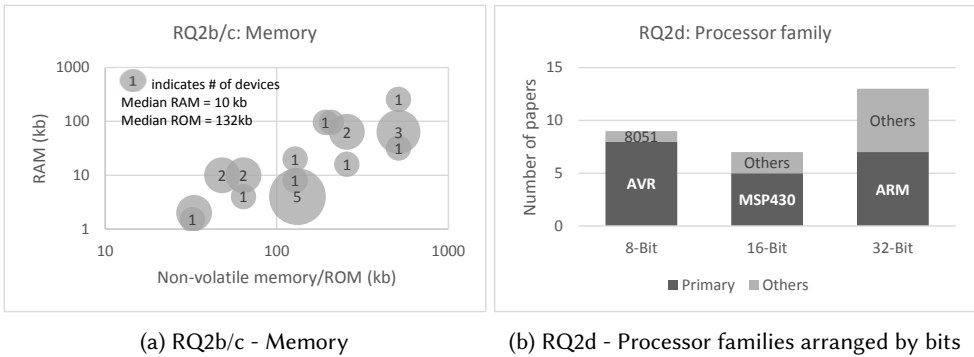 RQ2b/c: Memory
1000
100
10
1
RAM (kb)
1 indicates # of devices
Median RAM = 10 kb
Median ROM = 132kb
1
1
2
3
1
1
1
2
2
1
1
5
1
10
100
1000
Non-volatile memory/ROM (kb)
RQ2d: Processor family
15
10
5
0
Number of papers
8051
AVR
Others
MSP430
Others
ARM
8-Bit
16-Bit
32-Bit
Primary
Others
(a) RQ2b/c - Memory
(b) RQ2d - Processor families arranged by bits